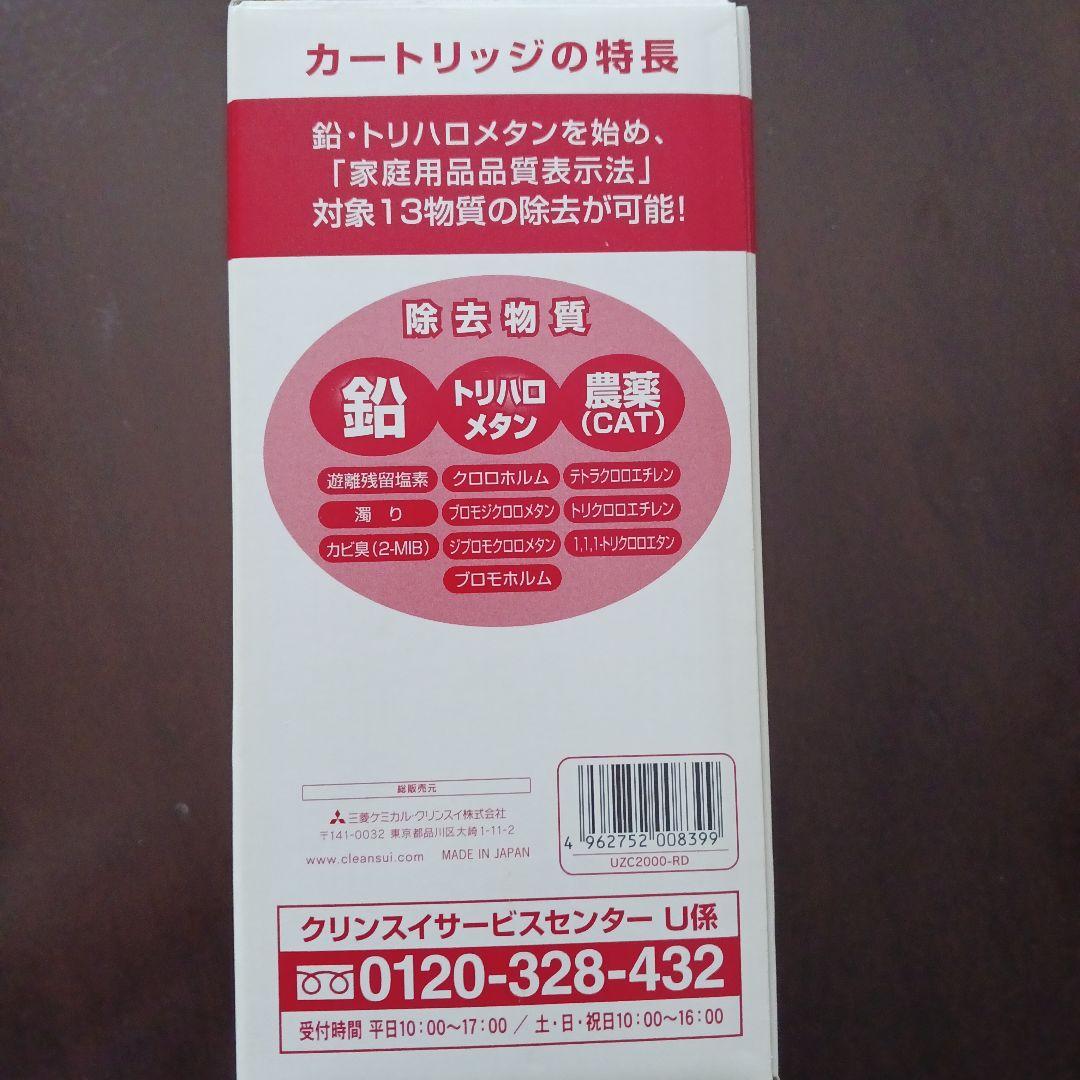 カートリッジの特長
鉛・トリハロメタンを始め、
「家庭用品品質表示法」
対象13物質の除去が可能!
除去物質
鉛
トリハロ
メタン
農薬
(CAT)
遊離残留塩素
濁り
カビ臭(2-MIB)
クロロホルム
ブロモジクロロメタン
ジブロモクロロメタン
ブロモホルム
テトラクロロエチレン
トリクロロエチレン
1,1,1-トリクロロエタン
総販売元
三菱ケミカル・クリンスイ株式会社
〒141-0032 東京都品川区大崎1-11-2
www.cleansui.com MADE IN JAPAN
4 962752 008399
UZC2000-RD
クリンスイサービスセンター U係
0120-328-432
受付時間 平日10:00~17:00 / 土・日・祝日10:00~16:00